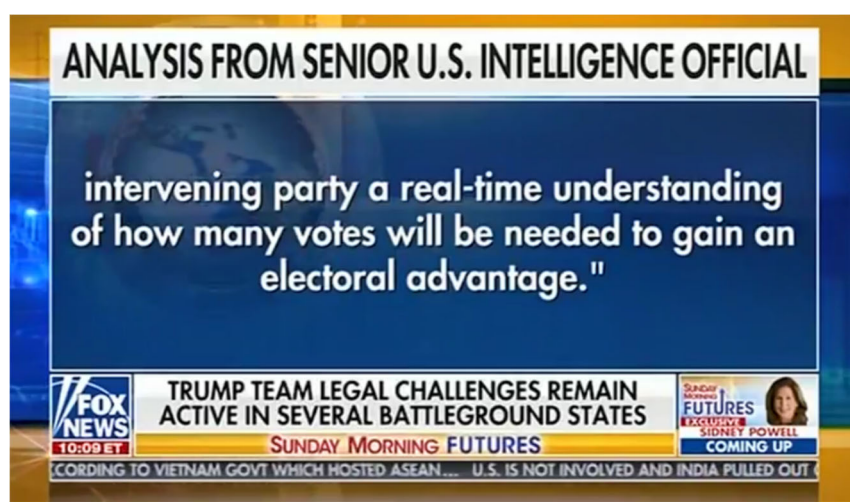 ANALYSIS FROM SENIOR U.S. INTELLIGENCE OFFICIAL
intervening party a real-time understanding
of how many votes will be needed to gain an
electoral advantage."
FOX
NEWS
10:09 ET
TRUMP TEAM LEGAL CHALLENGES REMAIN
ACTIVE IN SEVERAL BATTLEGROUND STATES
SUNDAY MORNING FUTURES
SUNDAY
MORNING
FUTURES
EXCLUSIVE
SIDNEY POWELL
COMING UP
CORDING TO VIETNAM GOVT WHICH HOSTED ASEAN... U.S. IS NOT INVOLVED AND INDIA PULLED OUT